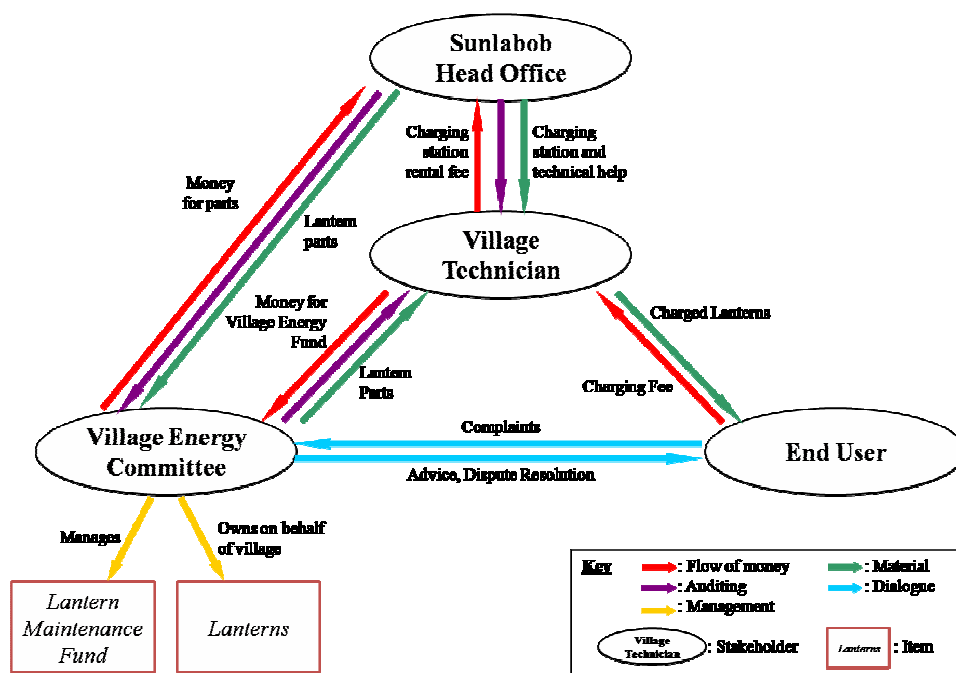 Sunlabob
Head Office
Charging
station
rental fee
Charging
station and
technical help
Money
for parts
Lantern
parts
Village
Technician
Money for
Village Energy
Fund
Lantern
Parts
Charged Lanterns
Charging Fee
Village Energy
Committee
Complaints
Advice, Dispute Resolution
End User
Manages
Owns on behalf
of village
Lantern
Maintenance
Fund
Lanterns
Key
: Flow of money
: Material
: Auditing
: Dialogue
: Management
Village
Technician
: Stakeholder
Lanterns
: Item